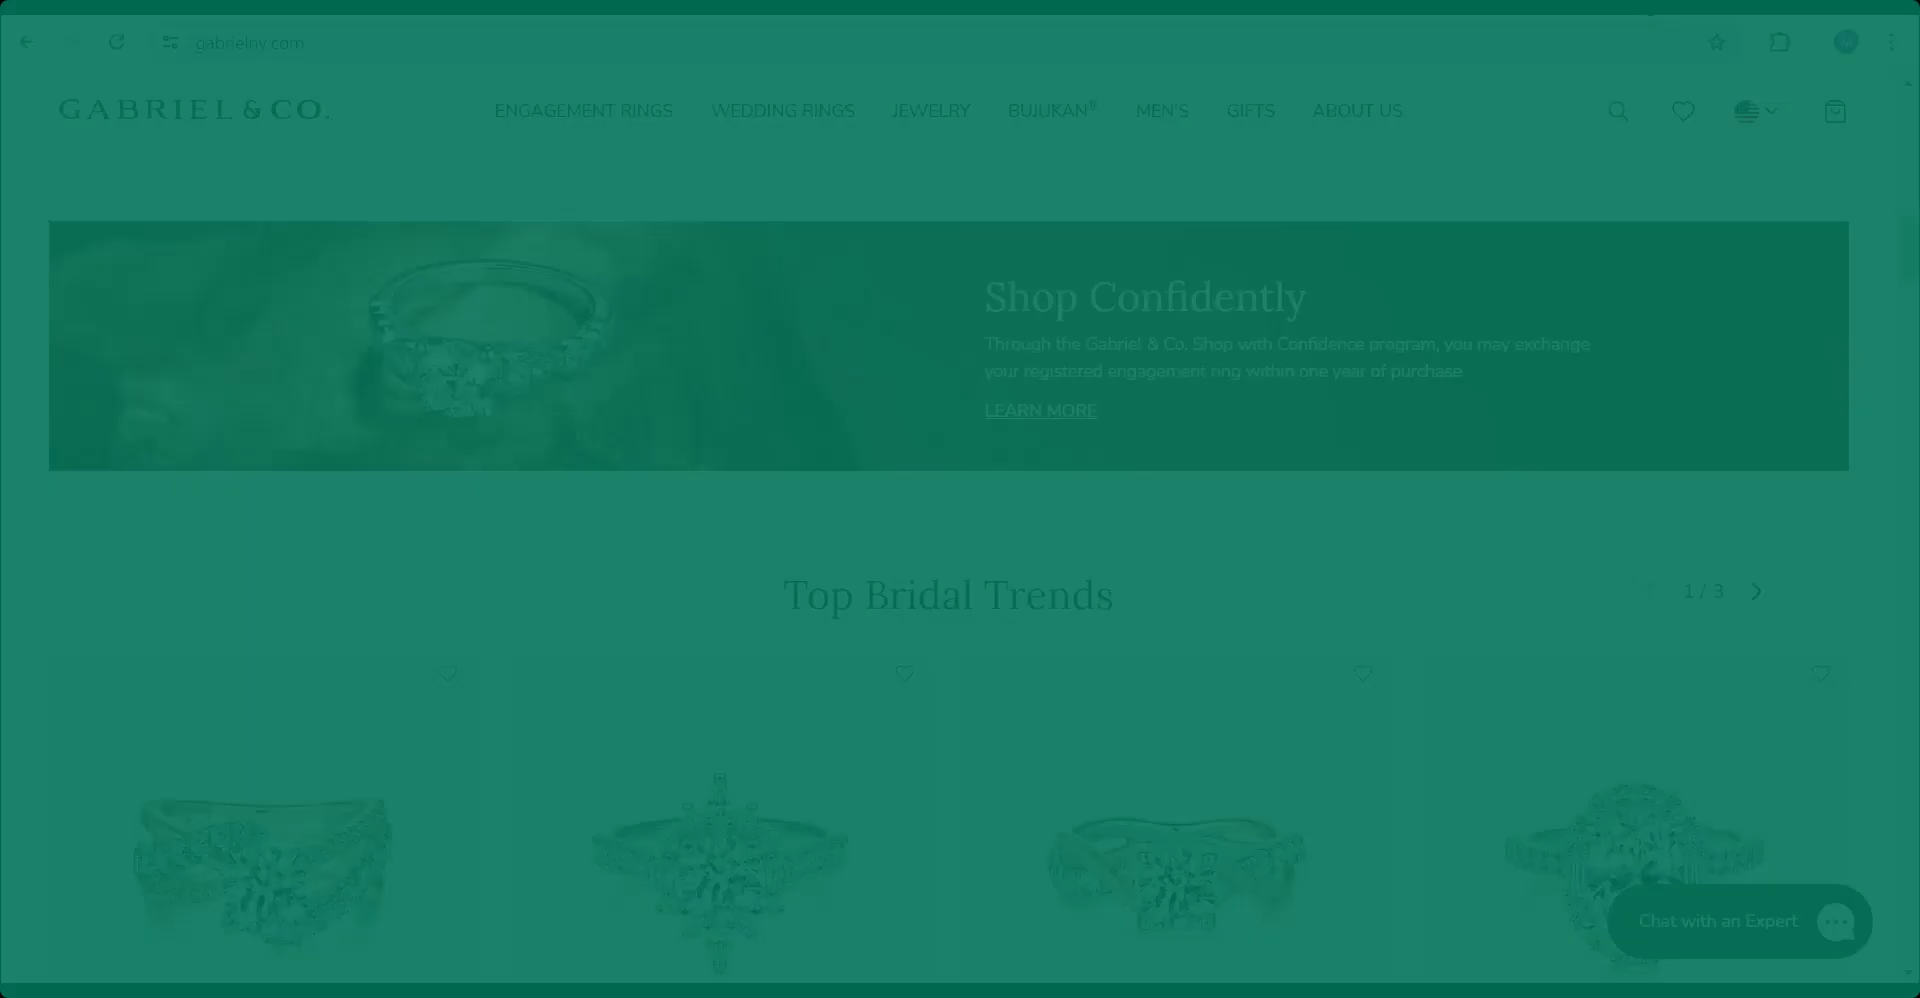 gabrielny.com
GABRIEL & CO.
ENGAGEMENT RINGS WEDDING RINGS JEWELRY BUJUKAN® MEN'S GIFTS ABOUT US
Shop Confidently
Through the Gabriel & Co. Shop with Confidence program, you may exchange
your registered engagement ring within one year of purchase
LEARN MORE
Top Bridal Trends
1 / 3
Chat with an Expert